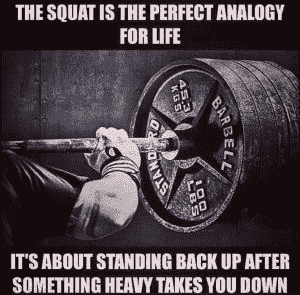 THE SQUAT IS THE PERFECT ANALOGY
FOR LIFE
45.3
KGS
BARBELL
STANDARD
100
LBS
IT'S ABOUT STANDING BACK UP AFTER
SOMETHING HEAVY TAKES YOU DOWN